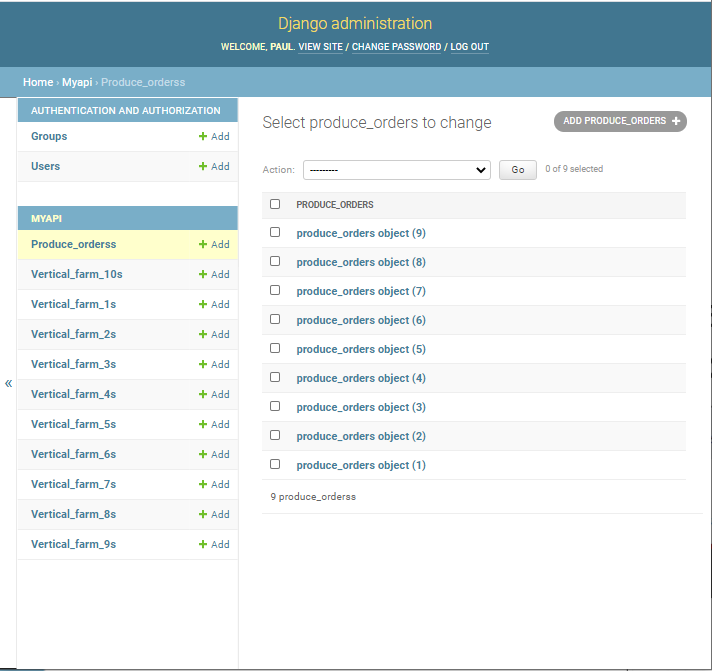 Django administration
WELCOME, PAUL. VIEW SITE / CHANGE PASSWORD / LOG OUT
Home › Myapi › Produce_orderss
AUTHENTICATION AND AUTHORIZATION
Groups + Add
Users + Add
MYAPI
Produce_orderss + Add
Vertical_farm_10s + Add
Vertical_farm_1s + Add
Vertical_farm_2s + Add
Vertical_farm_3s + Add
Vertical_farm_4s + Add
Vertical_farm_5s + Add
Vertical_farm_6s + Add
Vertical_farm_7s + Add
Vertical_farm_8s + Add
Vertical_farm_9s + Add
«
Select produce_orders to change
ADD PRODUCE_ORDERS +
Action: --------- Go 0 of 9 selected
PRODUCE_ORDERS
produce_orders object (9)
produce_orders object (8)
produce_orders object (7)
produce_orders object (6)
produce_orders object (5)
produce_orders object (4)
produce_orders object (3)
produce_orders object (2)
produce_orders object (1)
9 produce_orderss